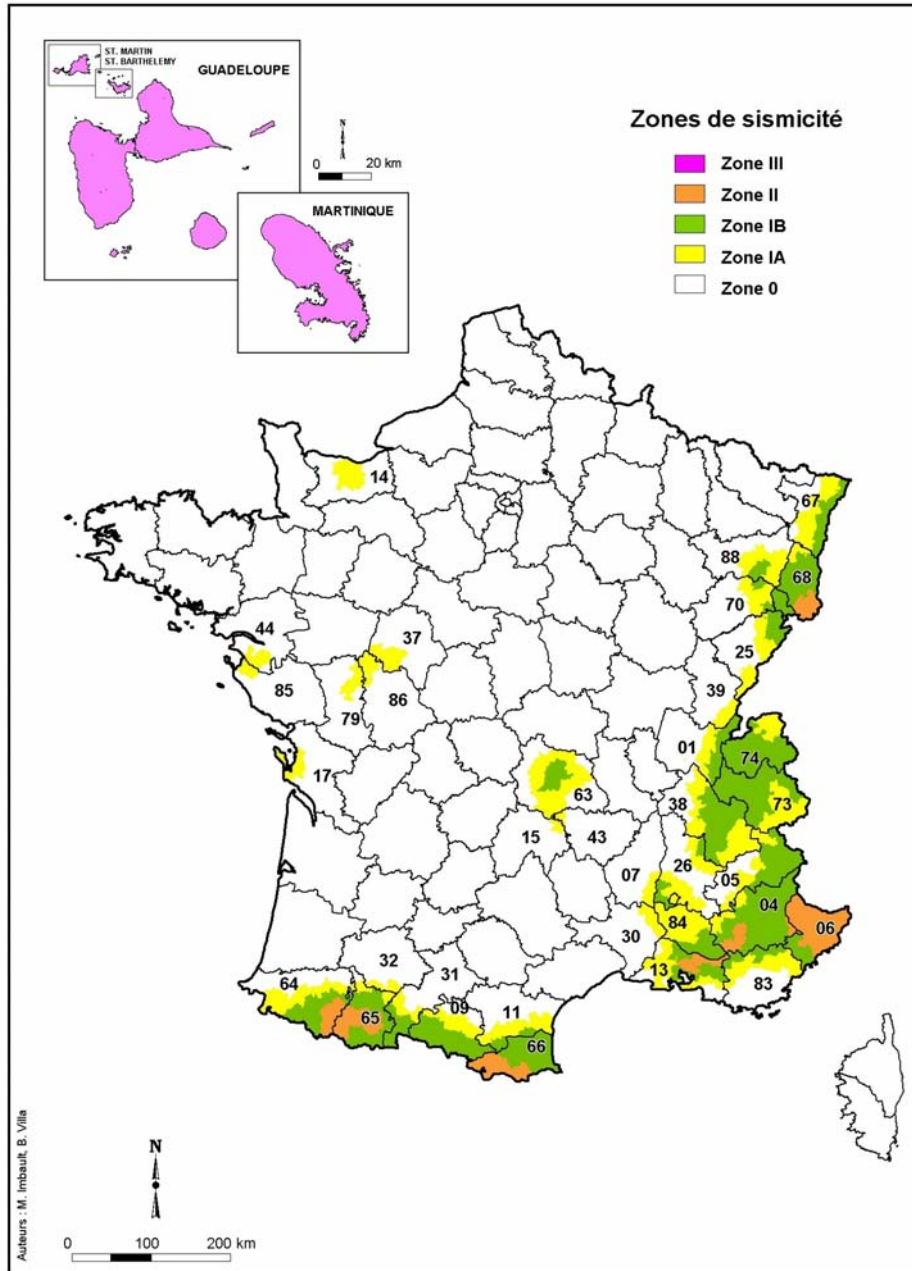 ST. MARTIN
ST. BARTHELEMY
GUADELOUPE
N
0 20 km
MARTINIQUE
Zones de sismicité
Zone III
Zone II
Zone IB
Zone IA
Zone 0
14
67
88
68
70
44
37
25
85
39
79
86
01
74
17
63
38
73
15
43
26
05
07
04
06
84
30
32
13
83
64
31
09
11
65
66
Auteurs : M. Imbault, B. Villa
N
0 100 200 km